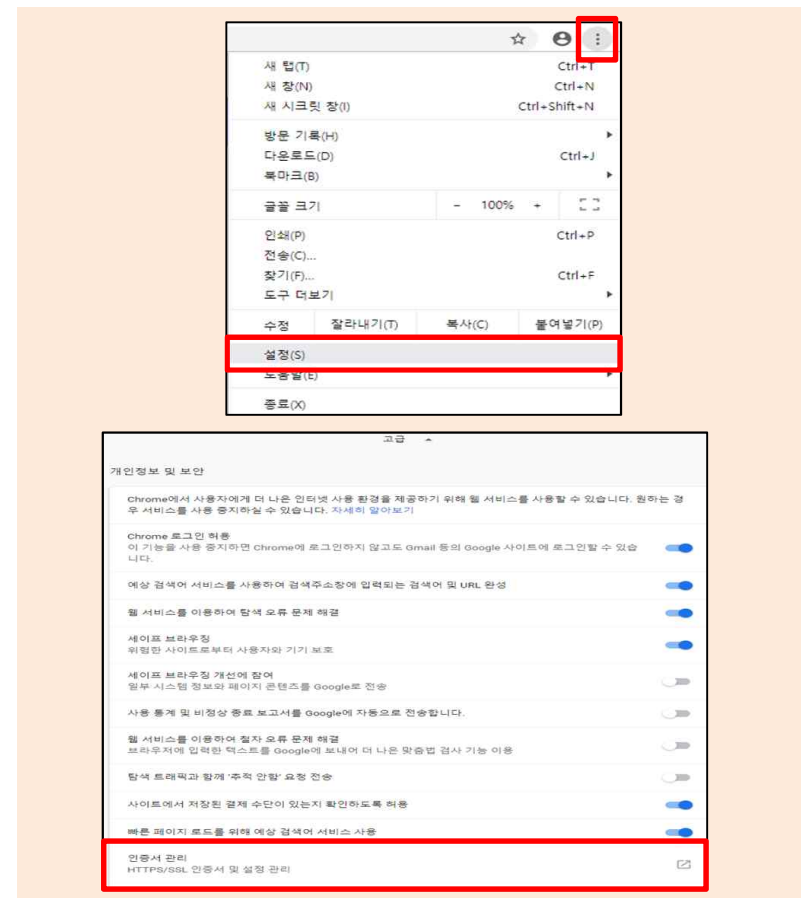 새 탭(T) Ctrl+T
새 창(N) Ctrl+N
새 시크릿 창(I) Ctrl+Shift+N
방문 기록(H)
다운로드(D) Ctrl+J
북마크(B)
글꼴 크기 - 100% +
인쇄(P) Ctrl+P
전송(C)...
찾기(F)... Ctrl+F
도구 더보기
수정 잘라내기(T) 복사(C) 붙여넣기(P)
설정(S)
도움말(E)
종료(X)
고급
개인정보 및 보안
Chrome에서 사용자에게 더 나은 인터넷 사용 환경을 제공하기 위해 웹 서비스를 사용할 수 있습니다. 원하는 경
우 서비스를 사용 중지하실 수 있습니다. 자세히 알아보기
Chrome 로그인 허용
이 기능을 사용 중지하면 Chrome에 로그인하지 않고도 Gmail 등의 Google 사이트에 로그인할 수 있습
니다.
예상 검색어 서비스를 사용하여 검색주소창에 입력되는 검색어 및 URL 완성
웹 서비스를 이용하여 탐색 오류 문제 해결
세이프 브라우징
위험한 사이트로부터 사용자와 기기 보호
세이프 브라우징 개선에 참여
일부 시스템 정보와 페이지 콘텐츠를 Google로 전송
사용 통계 및 비정상 종료 보고서를 Google에 자동으로 전송합니다.
웹 서비스를 이용하여 철자 오류 문제 해결
브라우저에 입력한 텍스트를 Google에 보내어 더 나은 맞춤법 검사 기능 이용
탐색 트래픽과 함께 '추적 안함' 요청 전송
사이트에서 저장된 결제 수단이 있는지 확인하도록 허용
빠른 페이지 로드를 위해 예상 검색어 서비스 사용
인증서 관리
HTTPS/SSL 인증서 및 설정 관리